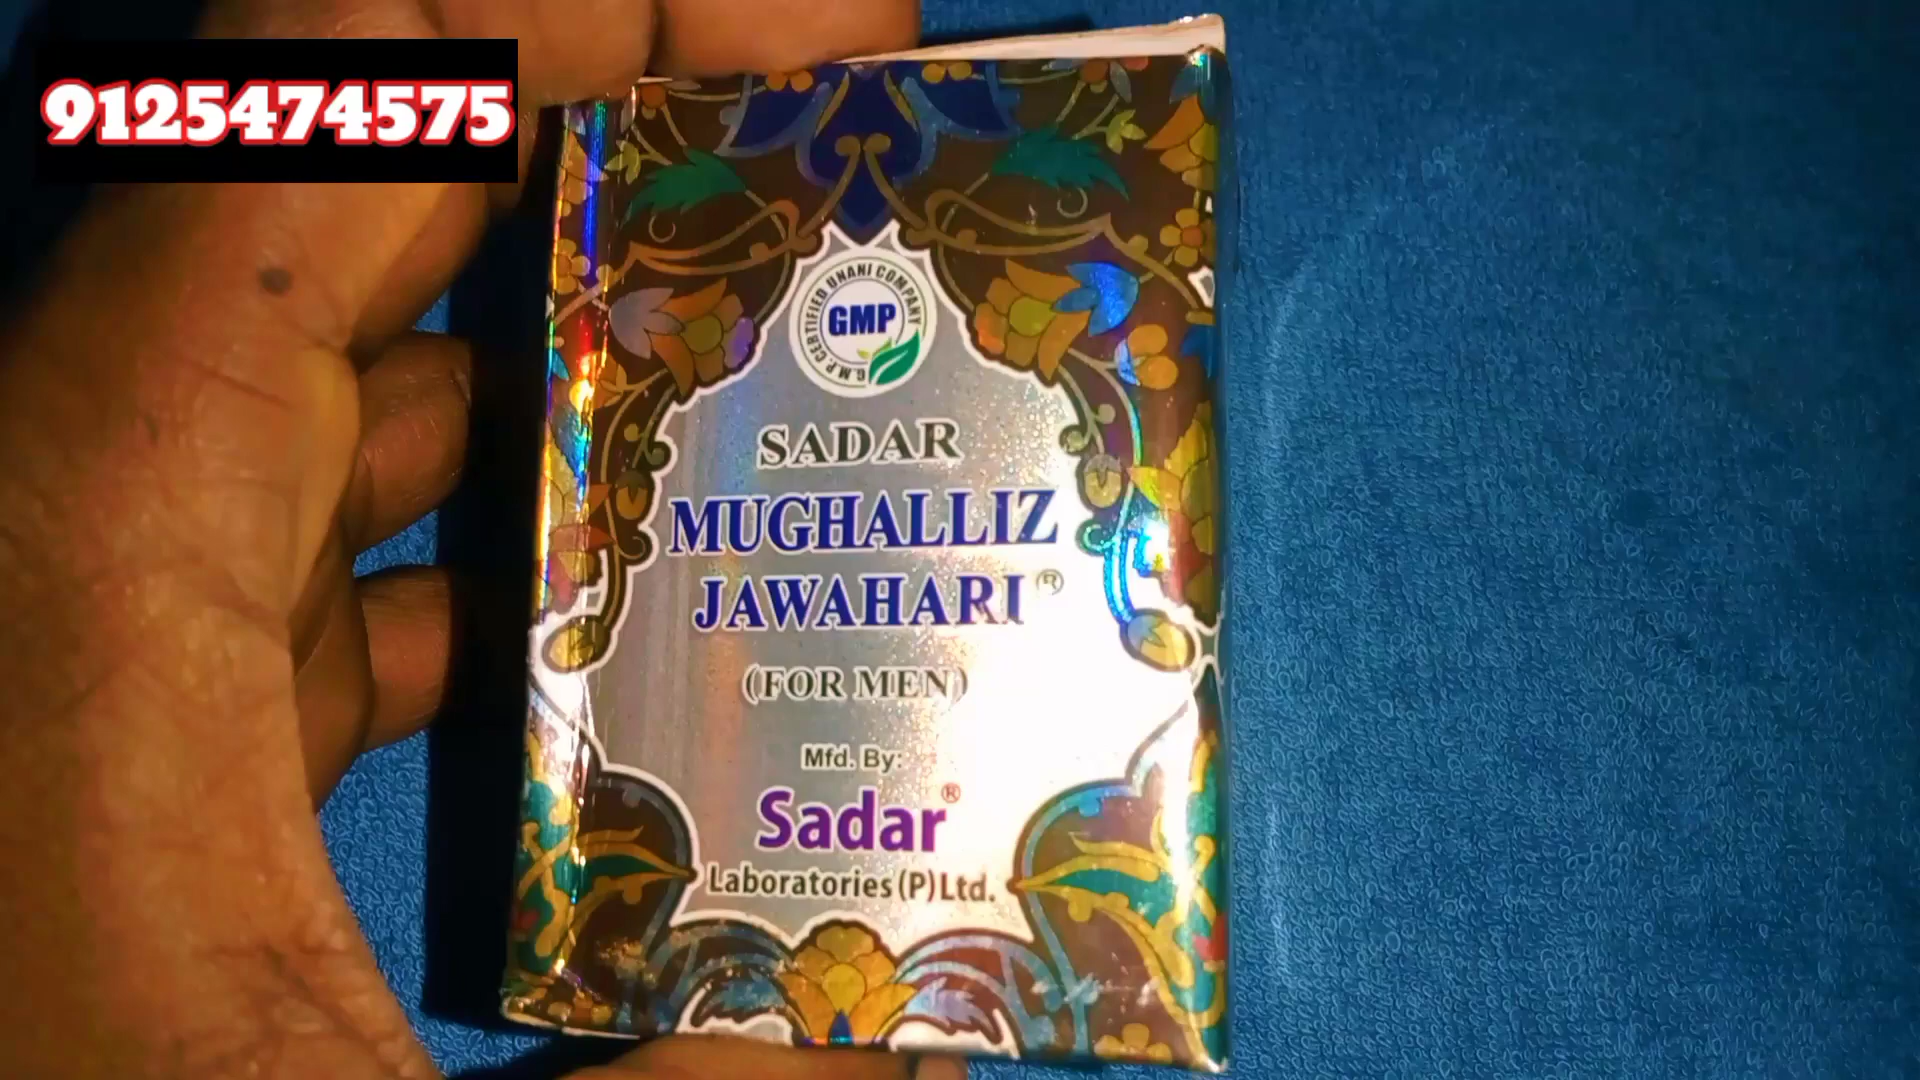 9125474575
G.M.P. CERTIFIED UNANI COMPANY
GMP
SADAR
MUGHALLIZ
JAWAHARI®
(FOR MEN)
Mfd. By:
Sadar®
Laboratories (P) Ltd.